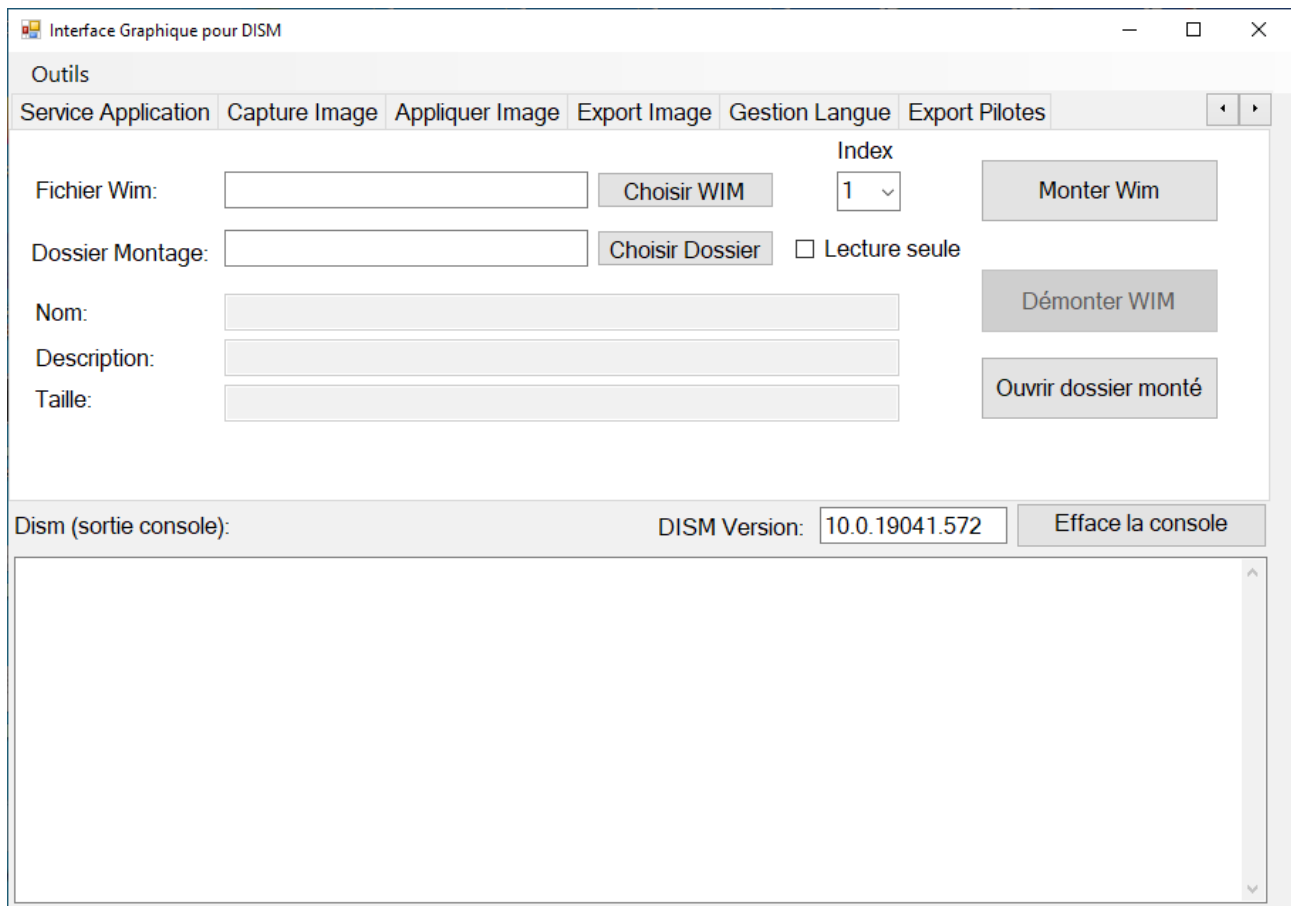 Interface Graphique pour DISM
Outils
Service Application Capture Image Appliquer Image Export Image Gestion Langue Export Pilotes
Index
Fichier Wim: Choisir WIM 1 Monter Wim
Dossier Montage: Choisir Dossier Lecture seule
Nom: Démonter WIM
Description:
Taille: Ouvrir dossier monté
Dism (sortie console): DISM Version: 10.0.19041.572 Efface la console